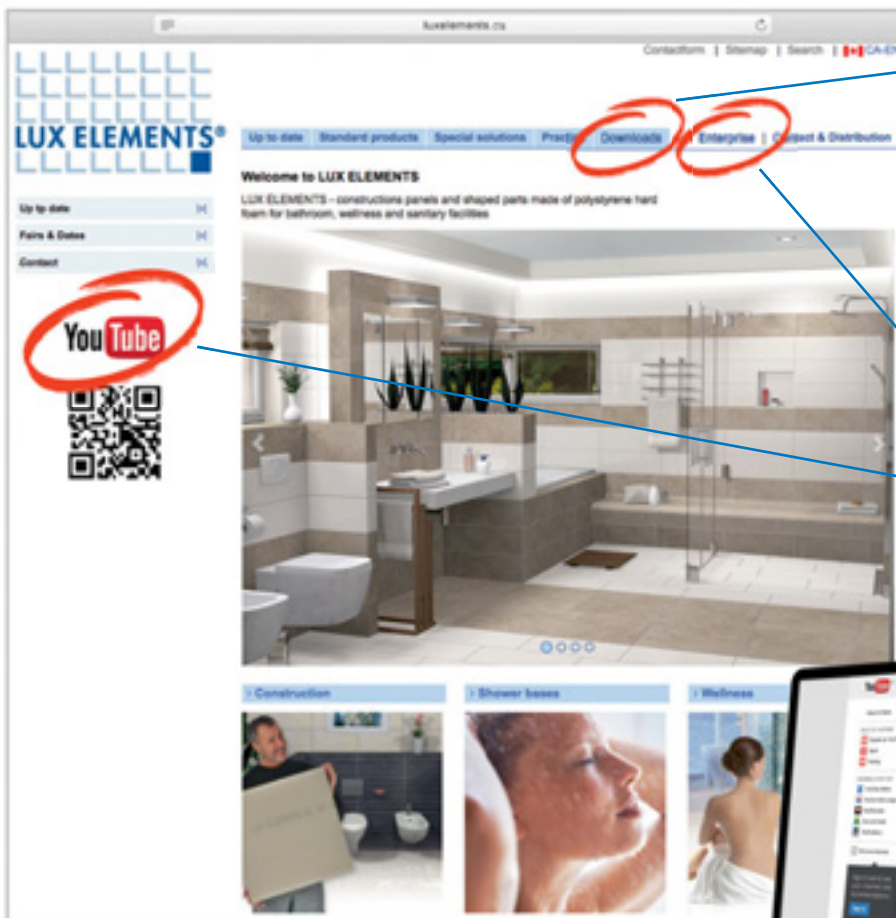 luxelements.ca
Contactform | Sitemap | Search | CA-EN
LUX ELEMENTS®
Up to date Standard products Special solutions Downloads Enterprise | & Distribution
Welcome to LUX ELEMENTS
LUX ELEMENTS – constructions panels and shaped parts made of polystyrene hard
foam for bathroom, wellness and sanitary facilities
Up to date
Fairs & Dates
Contact
YouTube
› Construction
› Shower bases
› Wellness